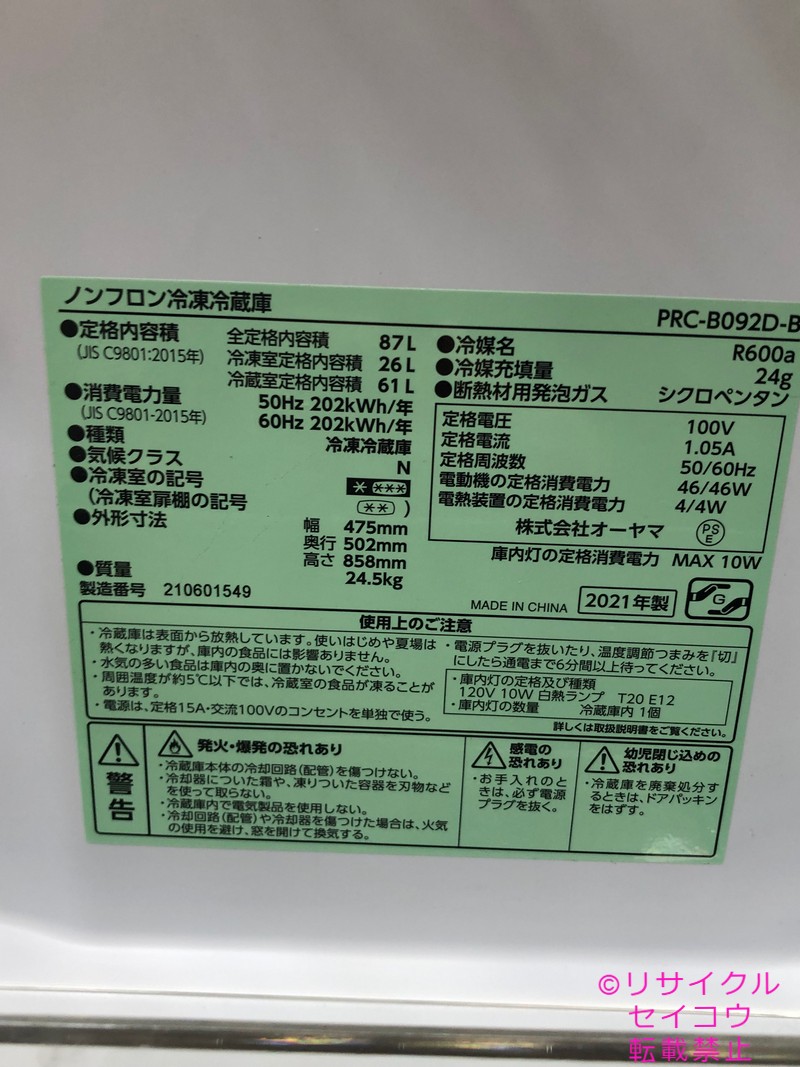 ノンフロン冷凍冷蔵庫
PRC-B092D-B
●定格内容積
(JIS C9801:2015年)
全定格内容積 87L
冷凍室定格内容積 26L
冷蔵室定格内容積 61L
●消費電力量
(JIS C9801-2015年)
50Hz 202kWh/年
60Hz 202kWh/年
●種類 冷凍冷蔵庫
●気候クラス N
●冷凍室の記号 * ***
(冷凍室扉棚の記号 ** )
●外形寸法
幅 475mm
奥行 502mm
高さ 858mm
●質量 24.5kg
製造番号 210601549
●冷媒名 R600a
●冷媒充填量 24g
●断熱材用発泡ガス シクロペンタン
定格電圧 100V
定格電流 1.05A
定格周波数 50/60Hz
電動機の定格消費電力 46/46W
電熱装置の定格消費電力 4/4W
株式会社オーヤマ PSE
庫内灯の定格消費電力 MAX 10W
MADE IN CHINA 2021年製 G
使用上のご注意
・冷蔵庫は表面から放熱しています。使いはじめや夏場は
熱くなりますが、庫内の食品には影響ありません。
・水気の多い食品は庫内の奥に置かないでください。
・周囲温度が約5℃以下では、冷蔵室の食品が凍ることが
あります。
・電源は、定格15A・交流100Vのコンセントを単独で使う。
・電源プラグを抜いたり、温度調節つまみを「切」
にしたら通電まで6分間以上待ってください。
・庫内灯の定格及び種類
120V 10W 白熱ランプ T20 E12
・庫内灯の数量 冷蔵庫内 1個
詳しくは取扱説明書をご覧ください。
警告
発火・爆発の恐れあり
・冷蔵庫本体の冷却回路(配管)を傷つけない。
・冷却器についた霜や、凍りついた容器を刃物など
を使って取らない。
・冷蔵庫内で電気製品を使用しない。
・冷却回路(配管)や冷却器を傷つけた場合は、火気
の使用を避け、窓を開けて換気する。
感電の
恐れあり
・お手入れのと
きは、必ず電源
プラグを抜く。
幼児閉じ込めの
恐れあり
・冷蔵庫を廃棄処分す
るときは、ドアパッキン
をはずす。
©リサイクル
セイコウ
転載禁止